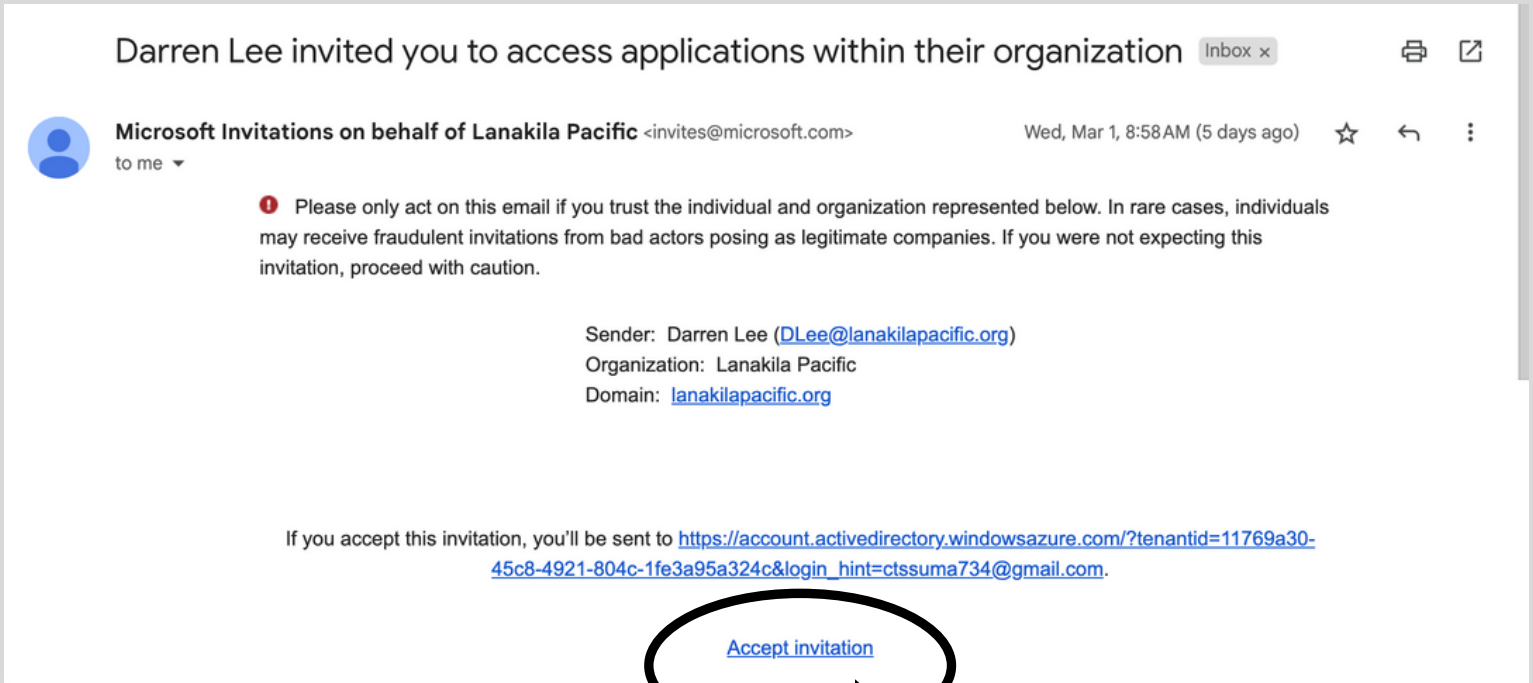 Darren Lee invited you to access applications within their organization Inbox ×
Microsoft Invitations on behalf of Lanakila Pacific <invites@microsoft.com> Wed, Mar 1, 8:58 AM (5 days ago)
to me
Please only act on this email if you trust the individual and organization represented below. In rare cases, individuals
may receive fraudulent invitations from bad actors posing as legitimate companies. If you were not expecting this
invitation, proceed with caution.
Sender: Darren Lee (DLee@lanakilapacific.org)
Organization: Lanakila Pacific
Domain: lanakilapacific.org
If you accept this invitation, you'll be sent to https://account.activedirectory.windowsazure.com/?tenantid=11769a30-
45c8-4921-804c-1fe3a95a324c&login_hint=ctssuma734@gmail.com.
Accept invitation